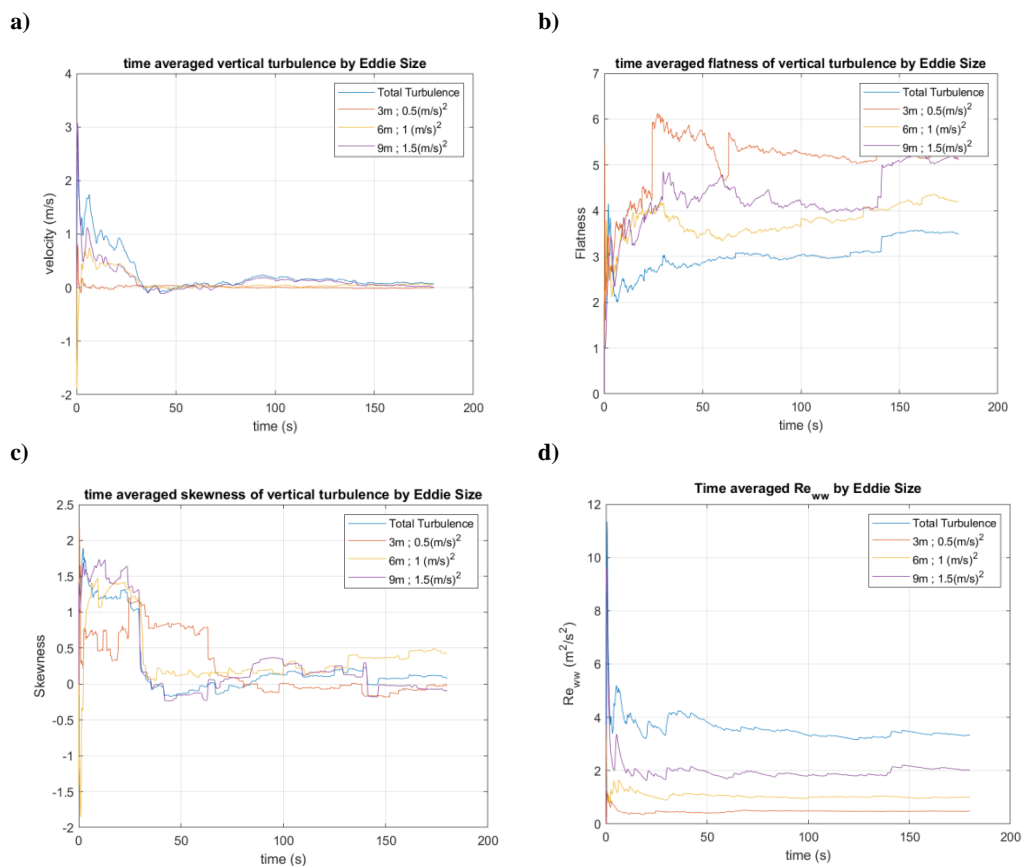 a)
time averaged vertical turbulence by Eddie Size
4
3
2
1
0
-1
-2
velocity (m/s)
0 50 100 150 200
time (s)
Total Turbulence
3m ; 0.5(m/s)2
6m ; 1 (m/s)2
9m ; 1.5(m/s)2
b)
time averaged flatness of vertical turbulence by Eddie Size
7
6
5
4
3
2
1
0
Flatness
0 50 100 150 200
time (s)
Total Turbulence
3m ; 0.5(m/s)2
6m ; 1 (m/s)2
9m ; 1.5(m/s)2
c)
time averaged skewness of vertical turbulence by Eddie Size
2.5
2
1.5
1
0.5
0
-0.5
-1
-1.5
-2
Skewness
0 50 100 150 200
time (s)
Total Turbulence
3m ; 0.5(m/s)2
6m ; 1 (m/s)2
9m ; 1.5(m/s)2
d)
Time averaged Reww by Eddie Size
12
10
8
6
4
2
0
Reww (m2/s2)
0 50 100 150 200
time (s)
Total Turbulence
3m ; 0.5(m/s)2
6m ; 1 (m/s)2
9m ; 1.5(m/s)2